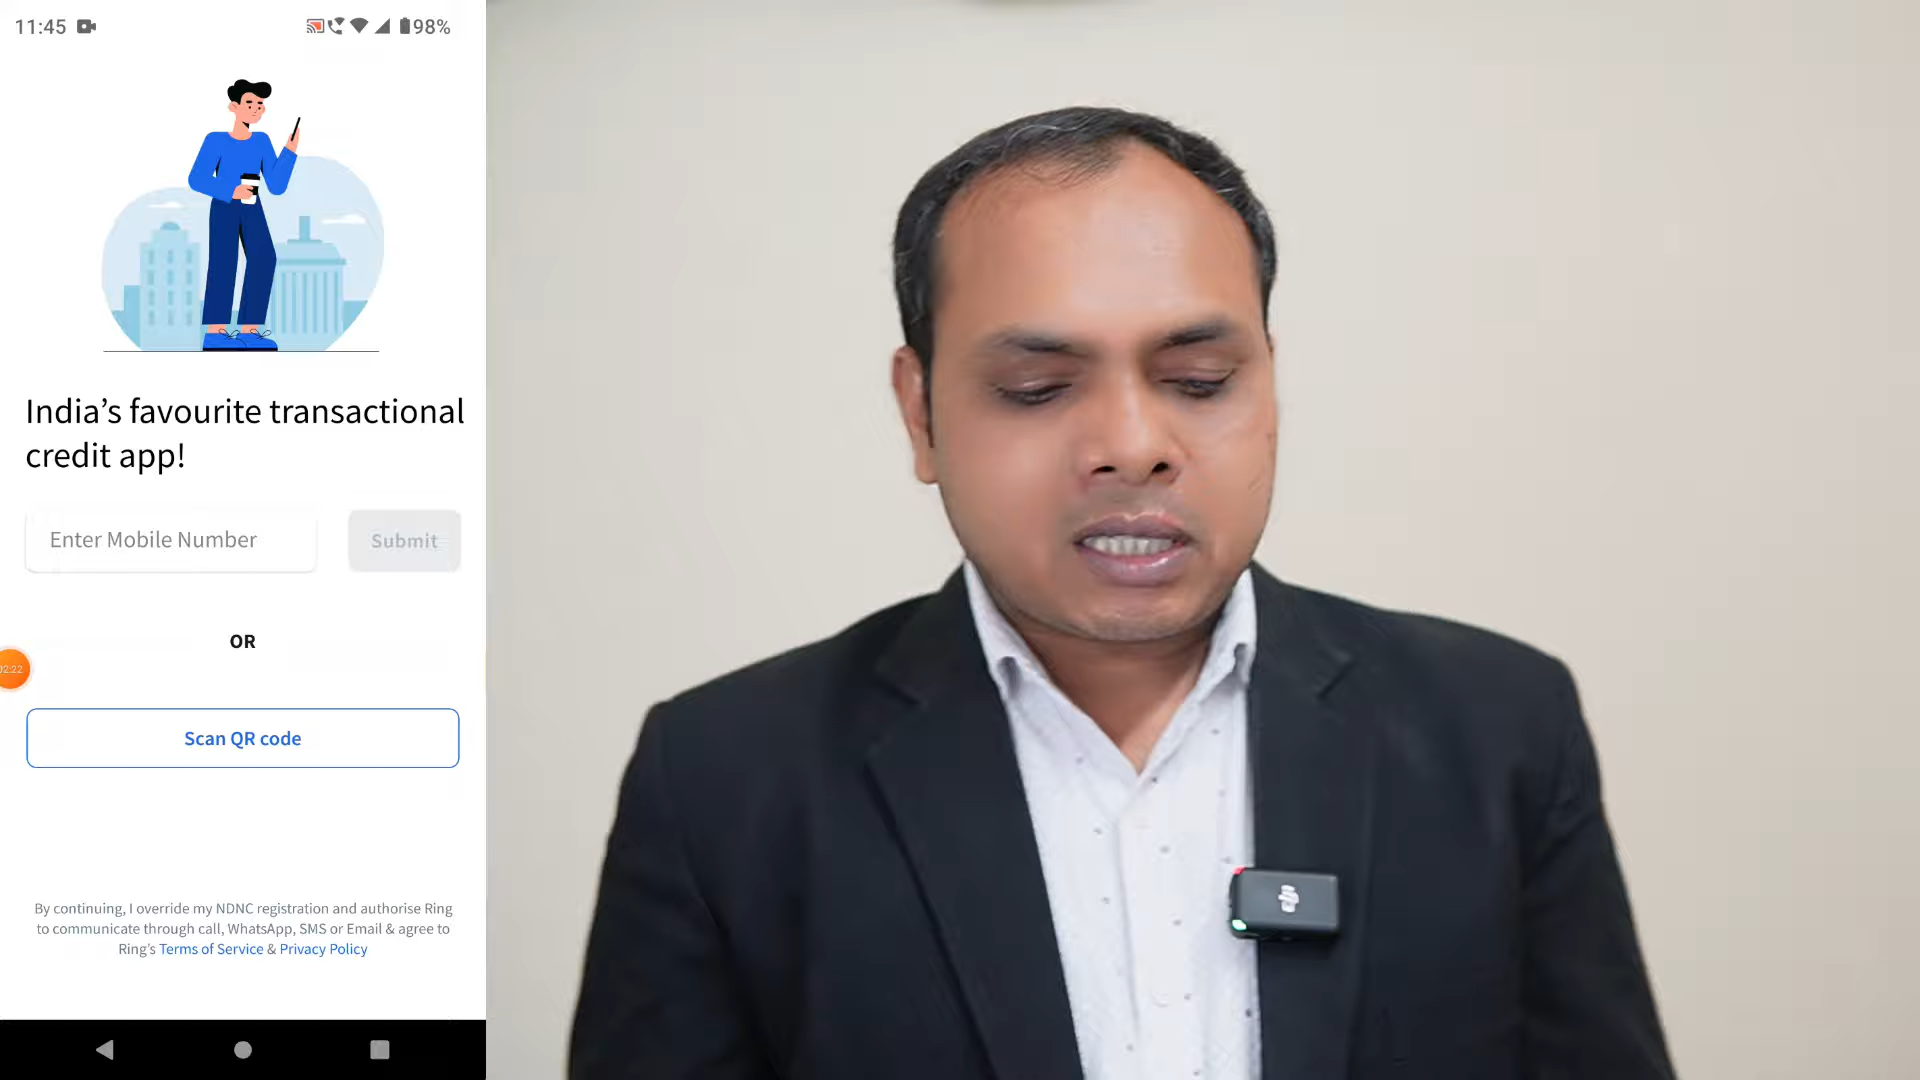 11:45
98%
India’s favourite transactional
credit app!
Enter Mobile Number
Submit
OR
02:22
Scan QR code
By continuing, I override my NDNC registration and authorise Ring
to communicate through call, WhatsApp, SMS or Email & agree to
Ring's Terms of Service & Privacy Policy